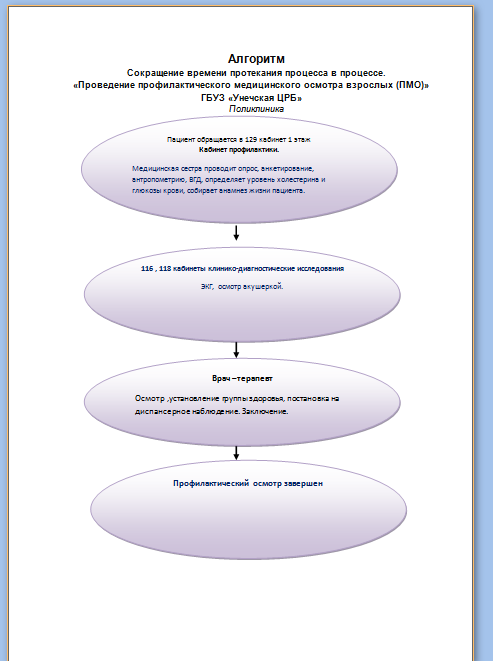 Алгоритм
Сокращение времени протекания процесса в процессе.
«Проведение профилактического медицинского осмотра взрослых (ПМО)»
ГБУЗ «Унечская ЦРБ»
Поликлиника
Пациент обращается в 129 кабинет 1 этаж
Кабинет профилактики.
Медицинская сестра проводит опрос, анкетирование,
антропометрию, ВГД, определяет уровень холестерина и
глюкозы крови, собирает анамнез жизни пациента.
116 , 118 кабинеты клинико-диагностические исследования
ЭКГ, осмотр акушеркой.
Врач –терапевт
Осмотр ,установление группы здоровья, постановка на
диспансерное наблюдение. Заключение.
Профилактический осмотр завершен